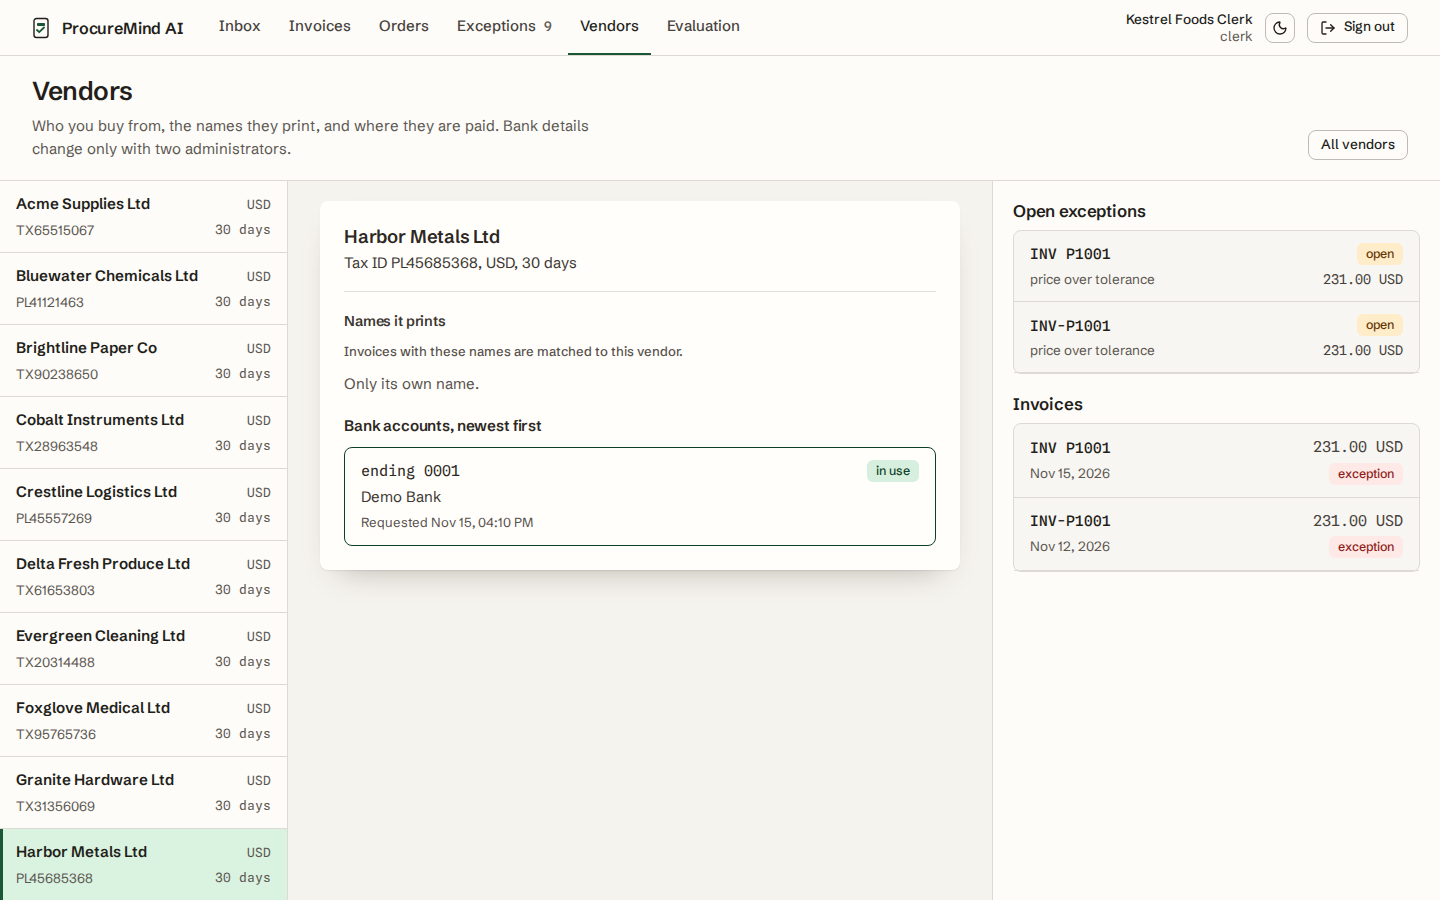 ProcureMind AI
Inbox
Invoices
Orders
Exceptions 9
Vendors
Evaluation
Kestrel Foods Clerk
clerk
Sign out
Vendors
Who you buy from, the names they print, and where they are paid. Bank details
change only with two administrators.
All vendors
Acme Supplies Ltd USD
TX65515067 30 days
Bluewater Chemicals Ltd USD
PL41121463 30 days
Brightline Paper Co USD
TX90238650 30 days
Cobalt Instruments Ltd USD
TX28963548 30 days
Crestline Logistics Ltd USD
PL45557269 30 days
Delta Fresh Produce Ltd USD
TX61653803 30 days
Evergreen Cleaning Ltd USD
TX20314488 30 days
Foxglove Medical Ltd USD
TX95765736 30 days
Granite Hardware Ltd USD
TX31356069 30 days
Harbor Metals Ltd USD
PL45685368 30 days
Harbor Metals Ltd
Tax ID PL45685368, USD, 30 days
Names it prints
Invoices with these names are matched to this vendor.
Only its own name.
Bank accounts, newest first
ending 0001 in use
Demo Bank
Requested Nov 15, 04:10 PM
Open exceptions
INV P1001 open
price over tolerance 231.00 USD
INV-P1001 open
price over tolerance 231.00 USD
Invoices
INV P1001 231.00 USD
Nov 15, 2026 exception
INV-P1001 231.00 USD
Nov 12, 2026 exception